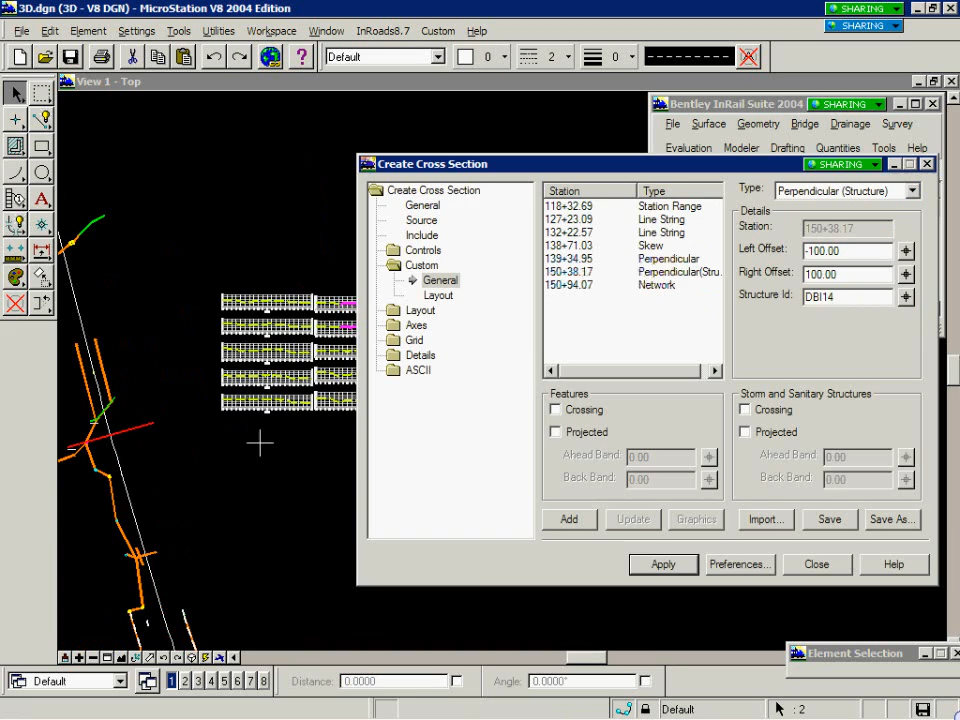 3D.dgn (3D - V8 DGN) - MicroStation V8 2004 Edition
SHARING
SHARING
File Edit Element Settings Tools Utilities Workspace Window InRoads8.7 Custom Help
Default 0 2 0
View 1 - Top
Bentley InRail Suite 2004 SHARING
File Surface Geometry Bridge Drainage Survey
Evaluation Modeler Drafting Quantities Tools Help
Create Cross Section SHARING
Create Cross Section
General
Source
Include
Controls
Custom
General
Layout
Layout
Axes
Grid
Details
ASCII
Station Type
118+32.69 Station Range
127+23.09 Line String
132+22.57 Line String
138+71.03 Skew
139+34.95 Perpendicular
150+38.17 Perpendicular(Stru.
150+94.07 Network
Type: Perpendicular (Structure)
Details
Station: 150+38.17
Left Offset: -100.00
Right Offset: 100.00
Structure Id: DBI14
Features
Crossing
Projected
Ahead Band: 0.00
Back Band: 0.00
Storm and Sanitary Structures
Crossing
Projected
Ahead Band: 0.00
Back Band: 0.00
Add Update Graphics Import... Save Save As...
Apply Preferences... Close Help
Element Selection
Default 1 2 3 4 5 6 7 8 Distance: 0.0000 Angle: 0.0000°
Default : 2